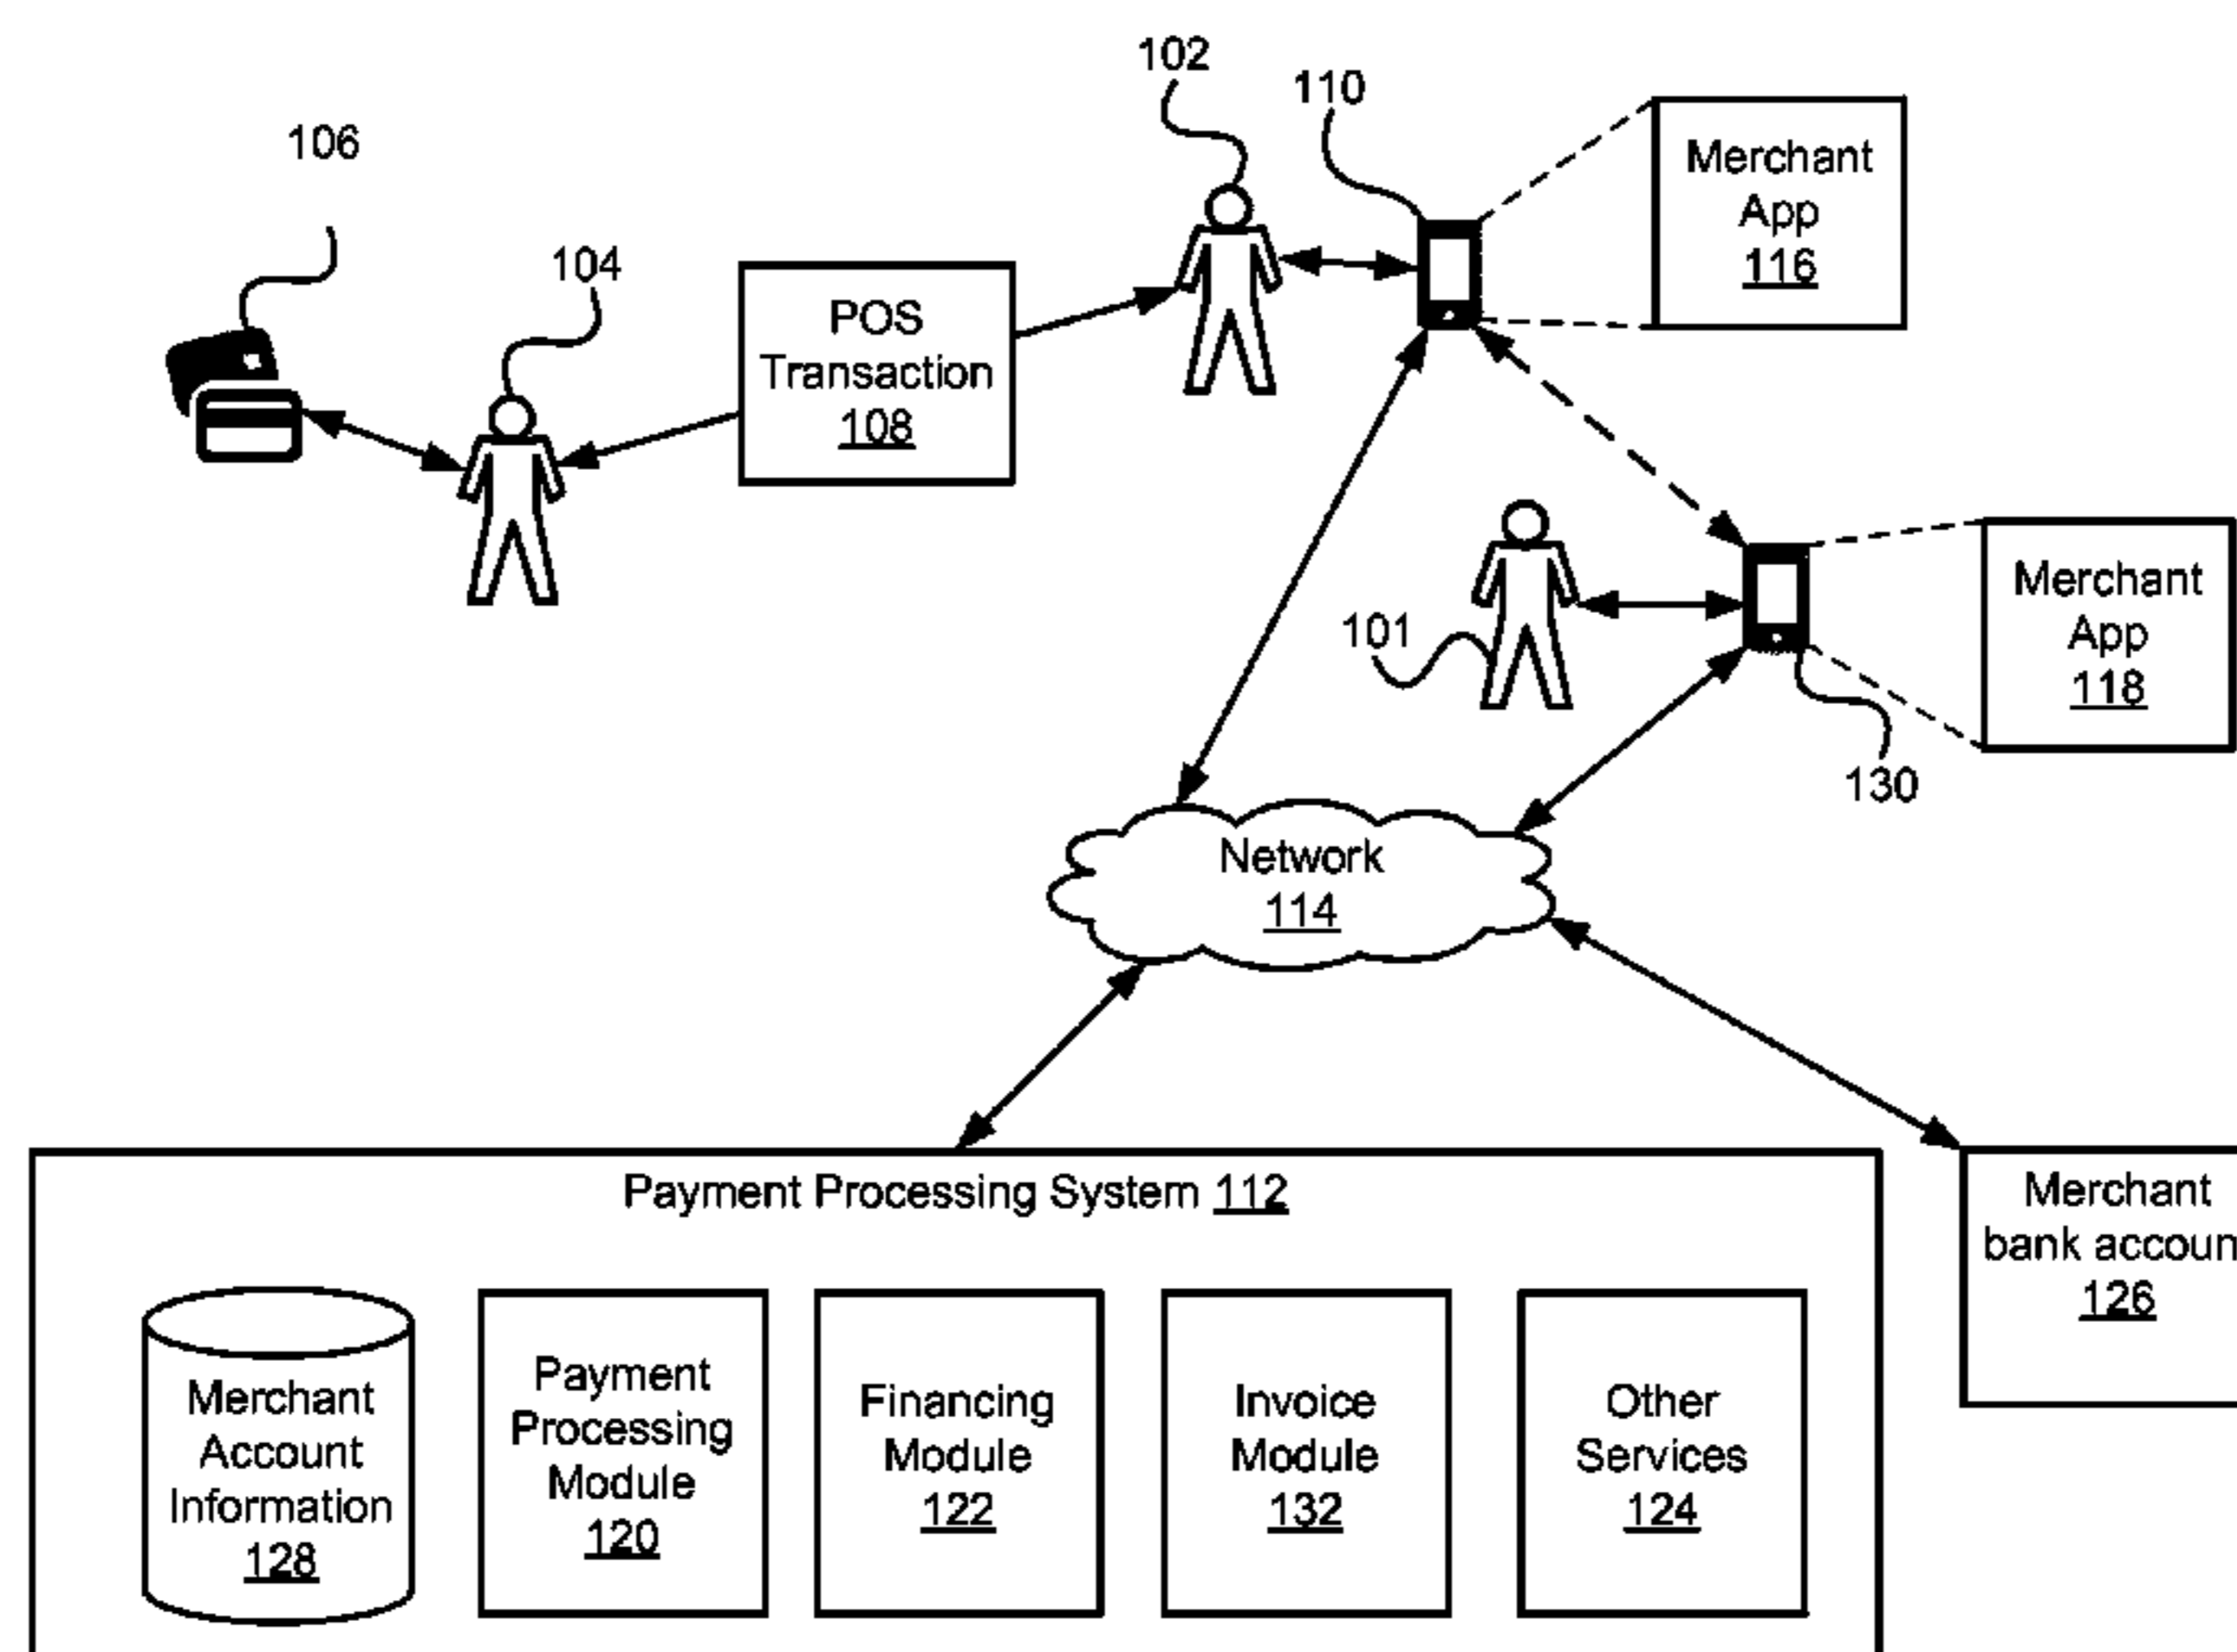 102
110
106
Merchant
App
116
104
POS
Transaction
108
101
Merchant
App
118
130
Network
114
Payment Processing System 112
Merchant
bank accoun
126
Merchant
Account
Information
128
Payment
Processing
Module
120
Financing
Module
122
Invoice
Module
132
Other
Services
124